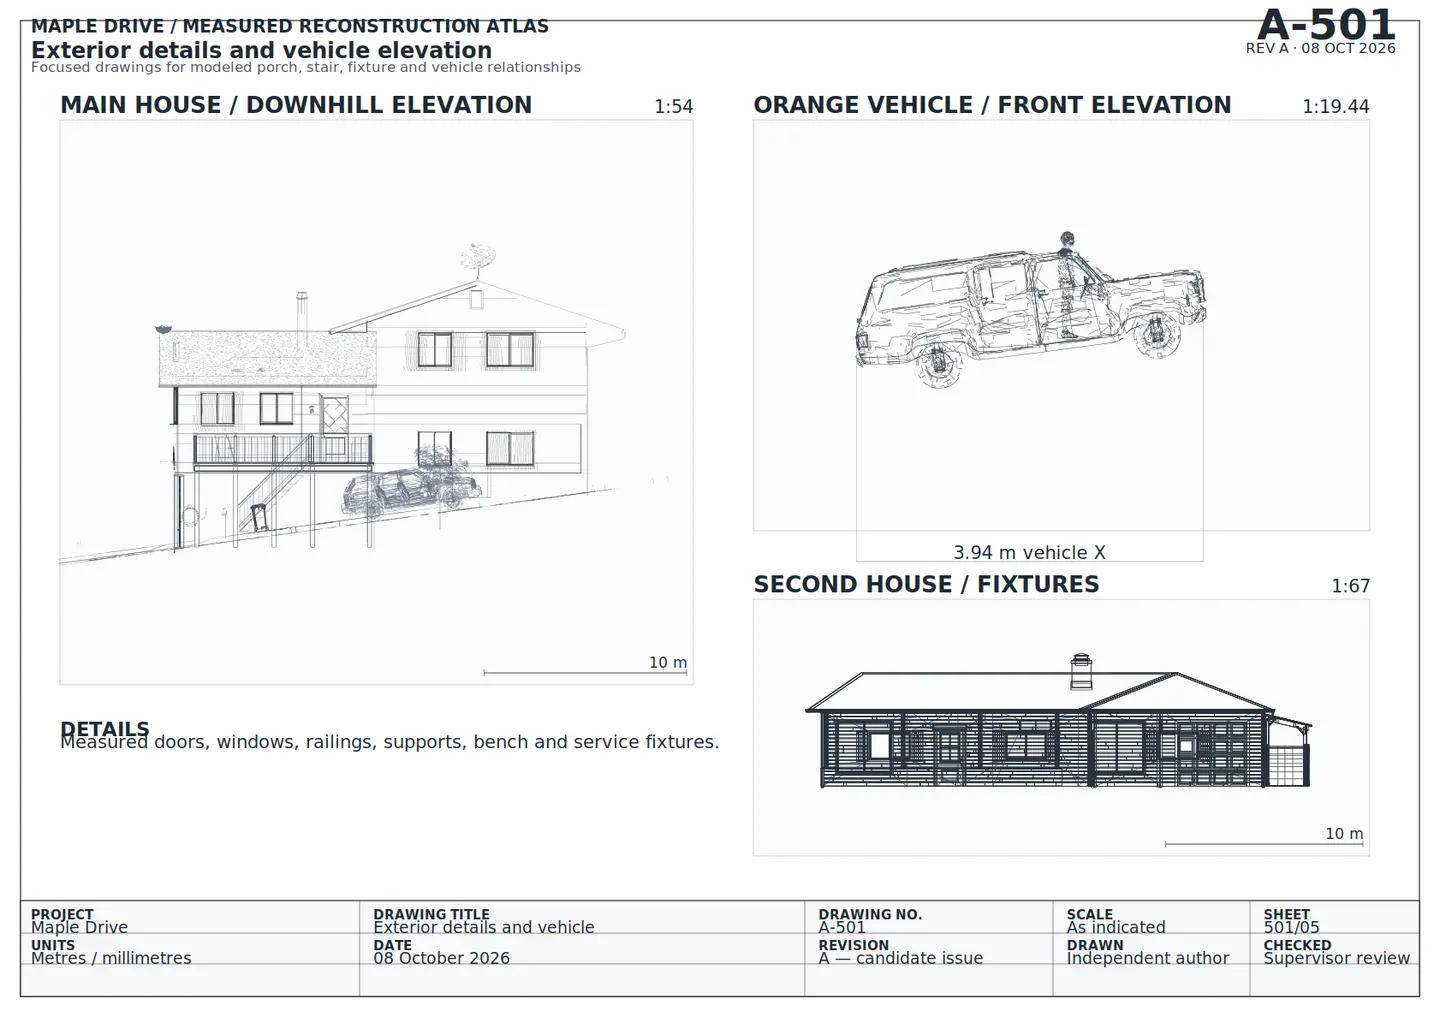 MAPLE DRIVE / MEASURED RECONSTRUCTION ATLAS
Exterior details and vehicle elevation
Focused drawings for modeled porch, stair, fixture and vehicle relationships
A-501
REV A · 08 OCT 2026
MAIN HOUSE / DOWNHILL ELEVATION 1:54
10 m
ORANGE VEHICLE / FRONT ELEVATION 1:19.44
3.94 m vehicle X
SECOND HOUSE / FIXTURES 1:67
10 m
DETAILS
Measured doors, windows, railings, supports, bench and service fixtures.
PROJECT
Maple Drive
DRAWING TITLE
Exterior details and vehicle
DRAWING NO.
A-501
SCALE
As indicated
SHEET
501/05
UNITS
Metres / millimetres
DATE
08 October 2026
REVISION
A — candidate issue
DRAWN
Independent author
CHECKED
Supervisor review